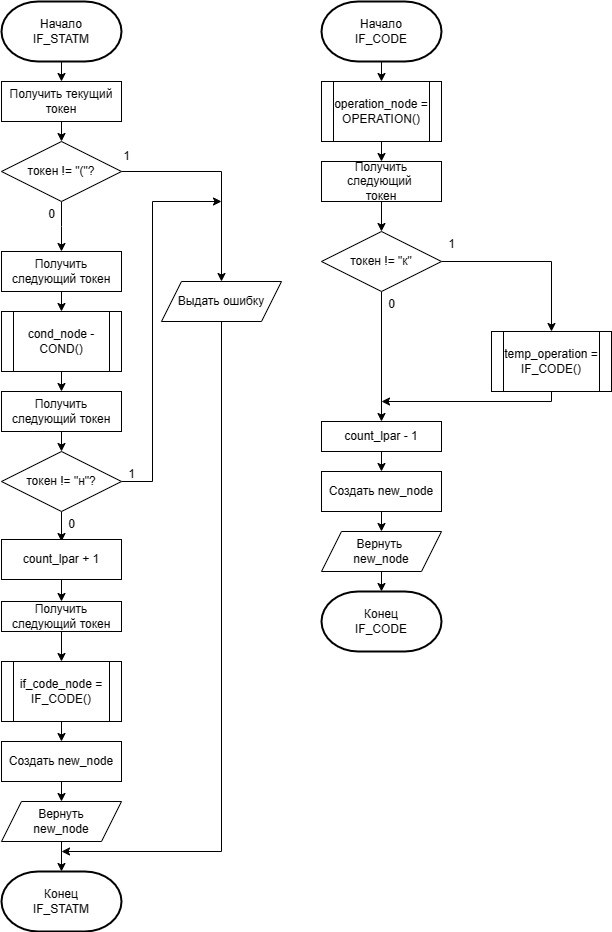 Начало
IF_STATM
Получить текущий
токен
токен != "("?
1
0
Получить
следующий токен
cond_node -
COND()
Получить
следующий токен
токен != "н"?
1
0
count_lpar + 1
Получить
следующий токен
if_code_node =
IF_CODE()
Создать new_node
Вернуть
new_node
Конец
IF_STATM
Выдать ошибку
Начало
IF_CODE
operation_node =
OPERATION()
Получить
следующий
токен
токен != "к"
1
0
temp_operation =
IF_CODE()
count_lpar - 1
Создать new_node
Вернуть
new_node
Конец
IF_CODE